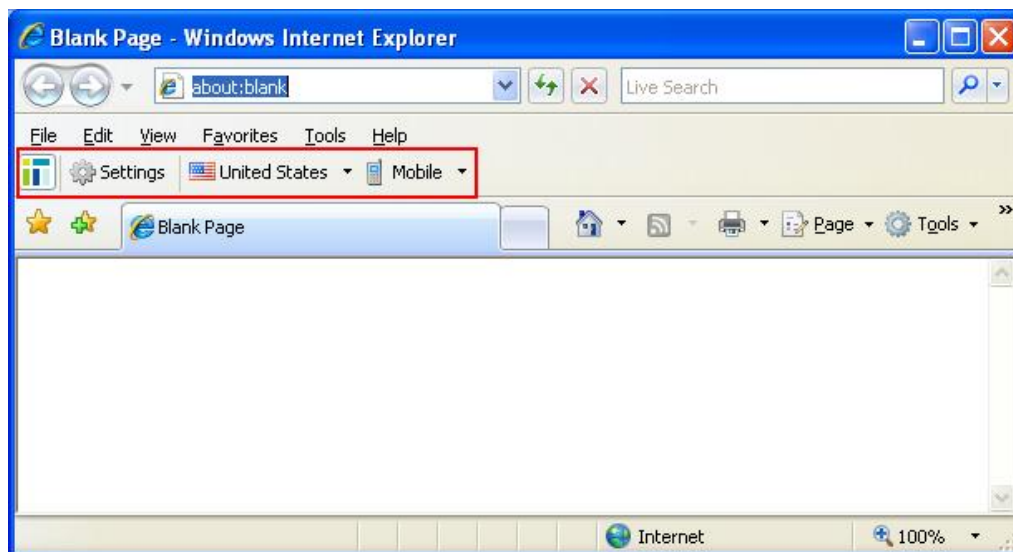 Blank Page - Windows Internet Explorer
about:blank Live Search
File Edit View Favorites Tools Help
Settings United States Mobile
Blank Page Page Tools »
Internet 100%